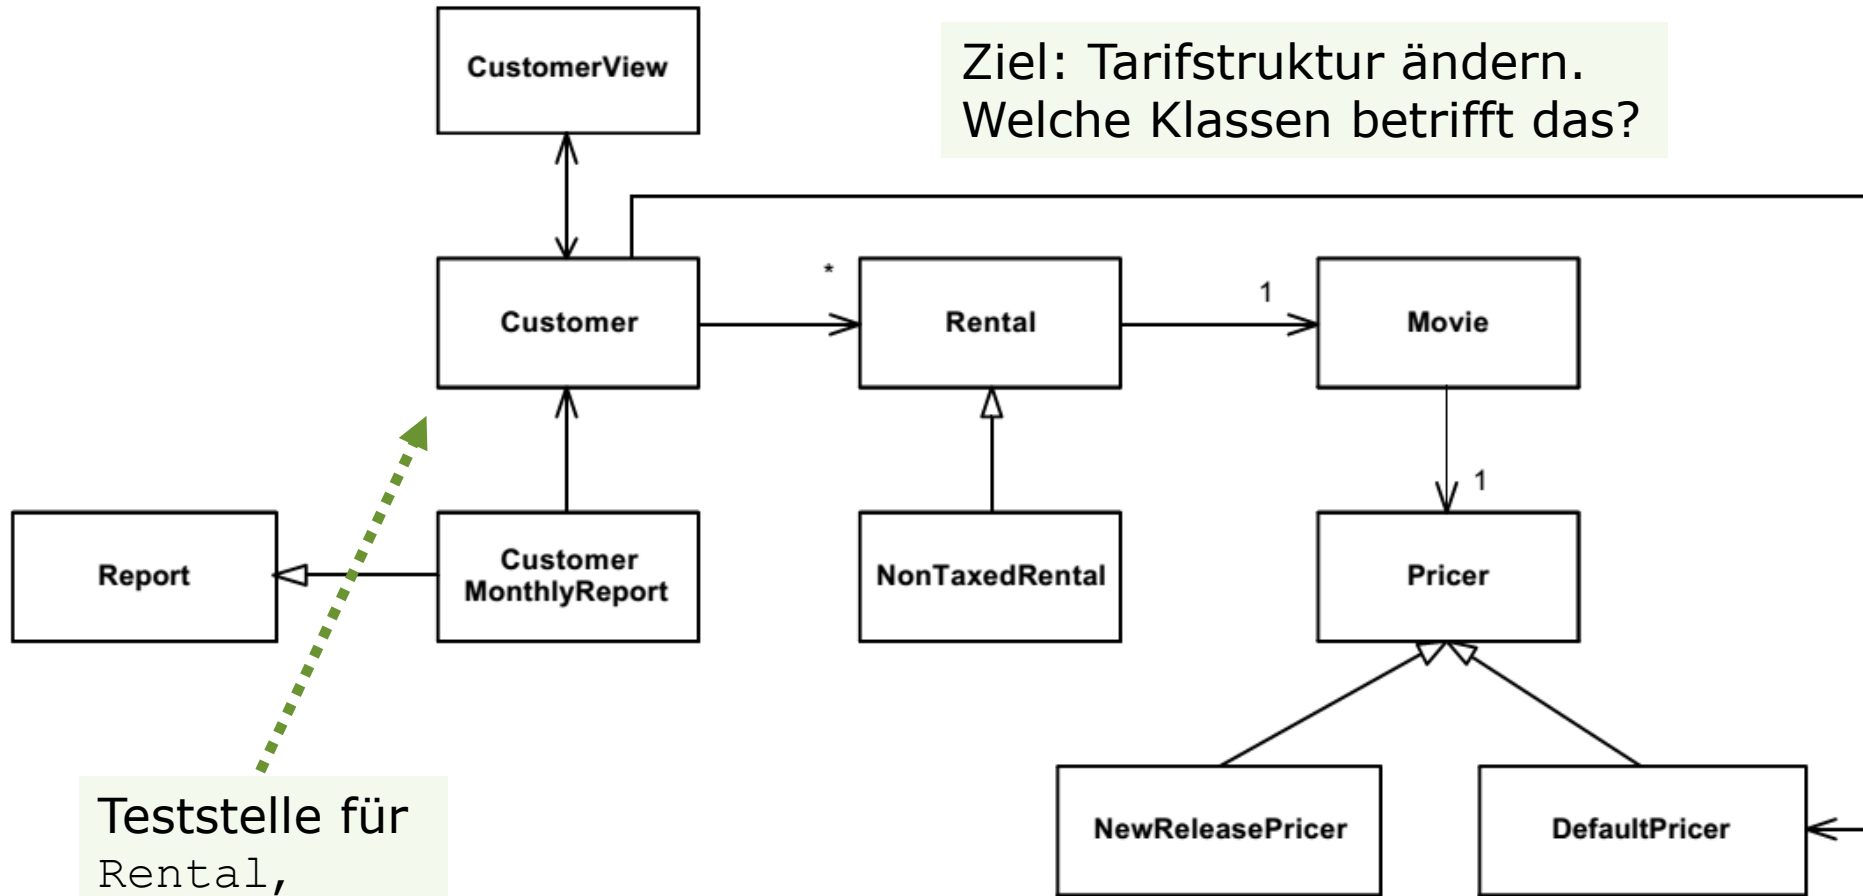 CustomerView
Ziel: Tarifstruktur ändern.
Welche Klassen betrifft das?
Customer
*
Rental
1
Movie
1
Report
Customer
MonthlyReport
NonTaxedRental
Pricer
Teststelle für
Rental,
NewReleasePricer
DefaultPricer